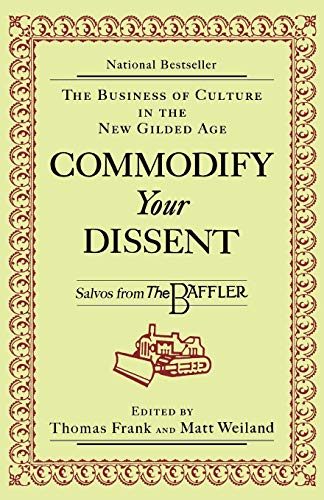 National Bestseller
The Business of Culture
in the
New Gilded Age
COMMODIFY
Your
DISSENT
Salvos from The BAFFLER
Edited by
Thomas Frank and Matt Weiland